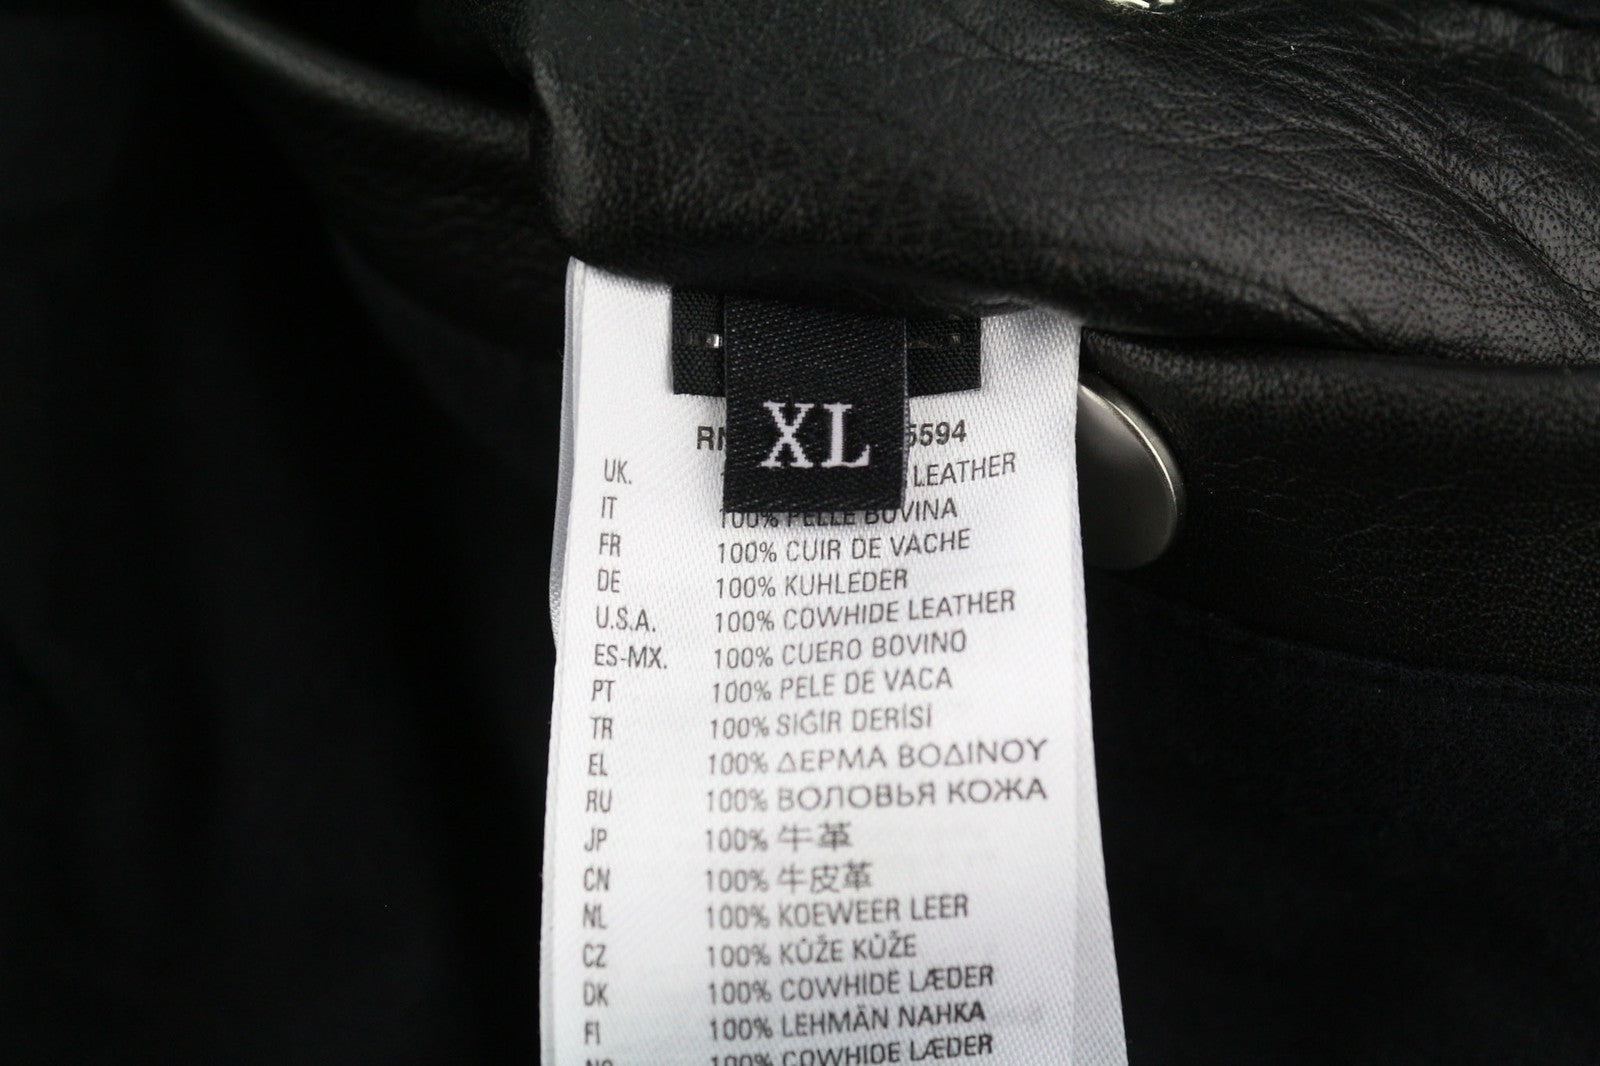 XL
5594
UK. LEATHER
IT 100% PELLE BOVINA
FR 100% CUIR DE VACHE
DE 100% KUHLEDER
U.S.A. 100% COWHIDE LEATHER
ES-MX. 100% CUERO BOVINO
PT 100% PELE DE VACA
TR 100% SIĞIR DERİSİ
EL 100% ΔΕΡΜΑ ΒΟΔΙΝΟΥ
RU 100% ВОЛОВЬЯ КОЖА
JP 100% 牛革
CN 100% 牛皮革
NL 100% KOEWEER LEER
CZ 100% KŮŽE KŮŽE
DK 100% COWHIDE LÆDER
FI 100% LEHMÄN NAHKA
100% COWHIDE LÆDER